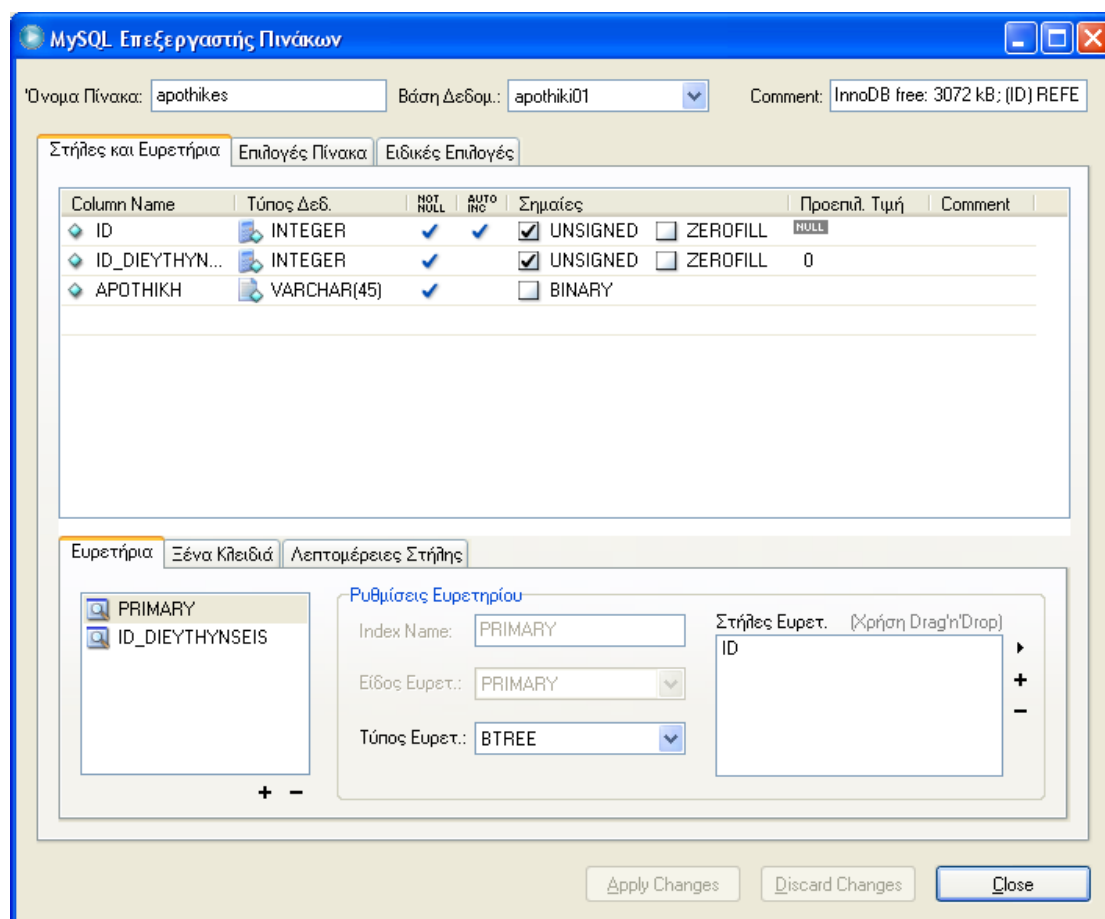 MySQL Επεξεργαστής Πινάκων
Όνομα Πίνακα: apothikes Βάση Δεδομ.: apothiki01 Comment: InnoDB free: 3072 kB; (ID) REFE
Στήλες και Ευρετήρια Επιλογές Πίνακα Ειδικές Επιλογές
Column Name Τύπος Δεδ. NOT NULL AUTO INC Σημαίες Προεπιλ. Τιμή Comment
ID INTEGER UNSIGNED ZEROFILL NULL
ID_DIEYTHYN... INTEGER UNSIGNED ZEROFILL 0
APOTHIKH VARCHAR(45) BINARY
Ευρετήρια Ξένα Κλειδιά Λεπτομέρειες Στήλης
PRIMARY
ID_DIEYTHYNSEIS
Ρυθμίσεις Ευρετηρίου
Index Name: PRIMARY
Είδος Ευρετ.: PRIMARY
Τύπος Ευρετ.: BTREE
Στήλες Ευρετ. (Χρήση Drag'n'Drop)
ID
Apply Changes Discard Changes Close